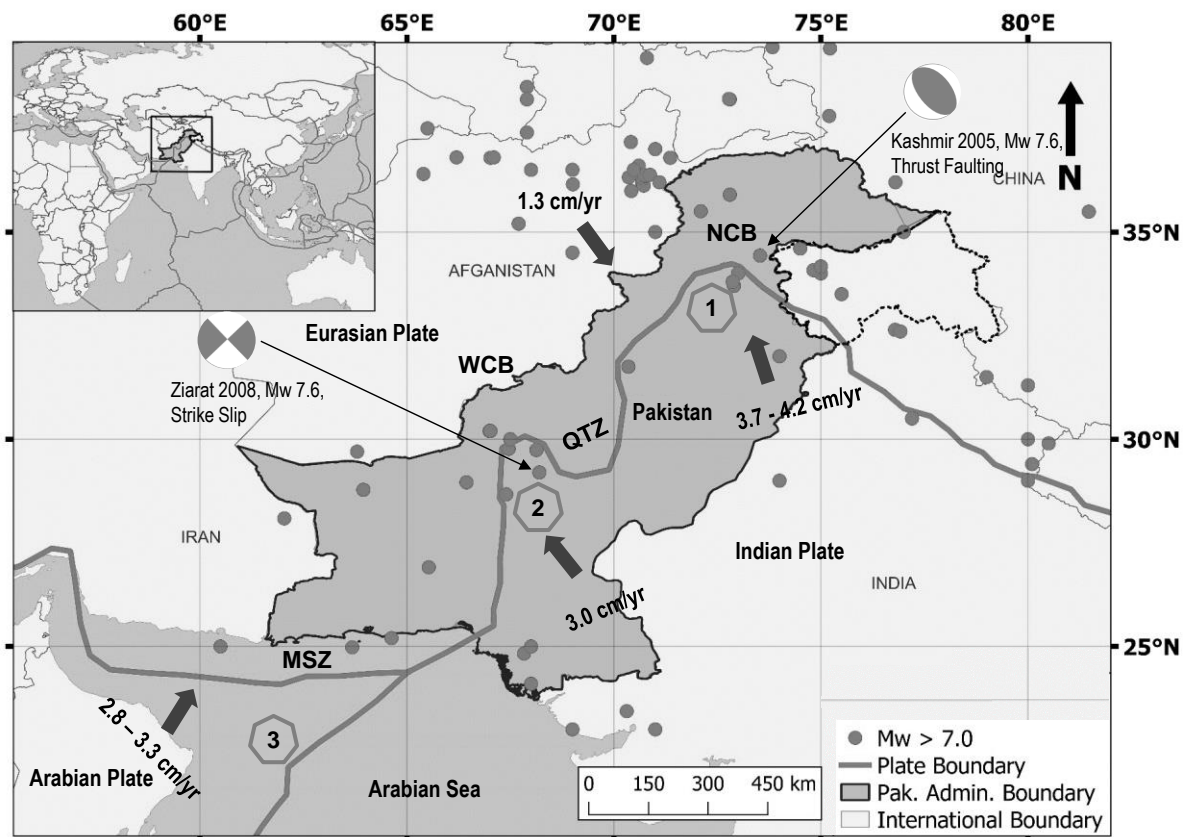 60°E 65°E 70°E 75°E 80°E
Kashmir 2005, Mw 7.6,
Thrust Faulting
CHINA
N
1.3 cm/yr
NCB
35°N
AFGANISTAN
1
Eurasian Plate
WCB
Ziarat 2008, Mw 7.6,
Strike Slip
Pakistan
3.7 - 4.2 cm/yr
QTZ
30°N
2
IRAN
Indian Plate
INDIA
3.0 cm/yr
MSZ
25°N
2.8 – 3.3 cm/yr
3
Arabian Plate
Arabian Sea
0 150 300 450 km
Mw > 7.0
Plate Boundary
Pak. Admin. Boundary
International Boundary